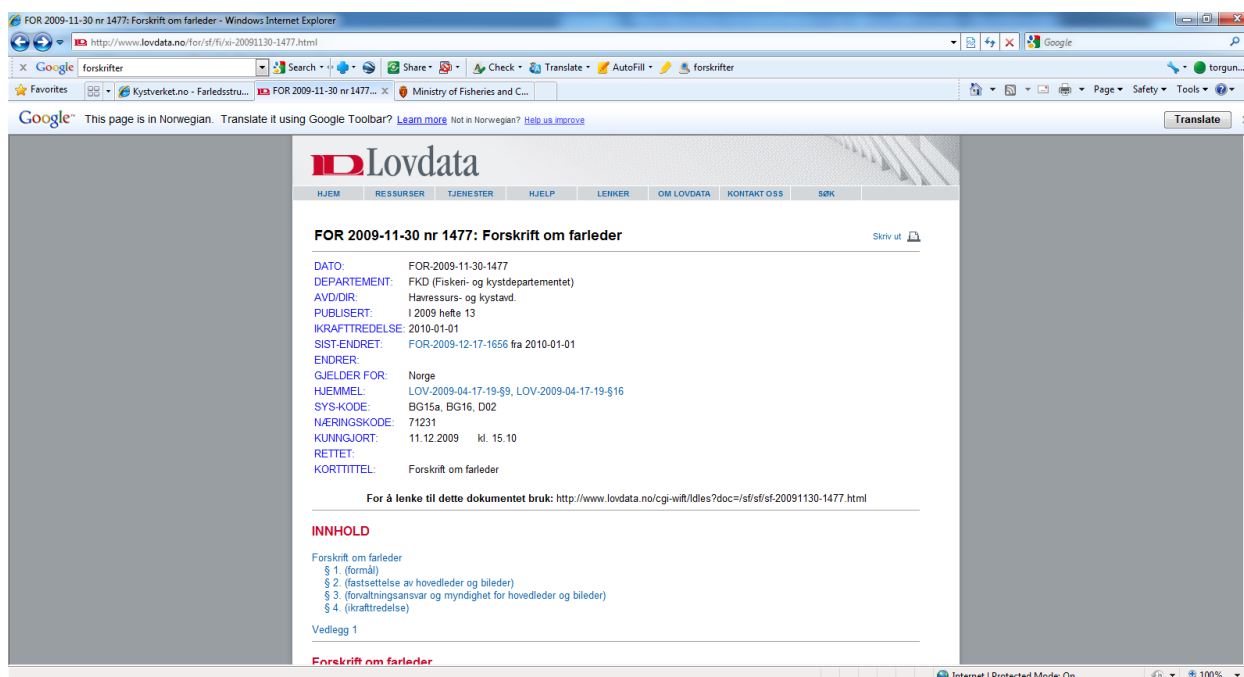 FOR 2009-11-30 nr 1477: Forskrift om farleder - Windows Internet Explorer
http://www.lovdata.no/for/sf/fi/xi-20091130-1477.html
Google
x Google forskrifter Search Share Check Translate AutoFill forskrifter torgun...
Favorites Kystverket.no - Farledsstru... FOR 2009-11-30 nr 1477... X Ministry of Fisheries and C... Page Safety Tools
Google™ This page is in Norwegian. Translate it using Google Toolbar? Learn more Not in Norwegian? Help us improve Translate
Lovdata
HJEM RESSURSER TJENESTER HJELP LENKER OM LOVDATA KONTAKT OSS SØK
FOR 2009-11-30 nr 1477: Forskrift om farleder Skriv ut
DATO: FOR-2009-11-30-1477
DEPARTEMENT: FKD (Fiskeri- og kystdepartementet)
AVD/DIR: Havressurs- og kystavd.
PUBLISERT: I 2009 hefte 13
IKRAFTTREDELSE: 2010-01-01
SIST-ENDRET: FOR-2009-12-17-1656 fra 2010-01-01
ENDRER:
GJELDER FOR: Norge
HJEMMEL: LOV-2009-04-17-19-§9, LOV-2009-04-17-19-§16
SYS-KODE: BG15a, BG16, D02
NÆRINGSKODE: 71231
KUNNGJORT: 11.12.2009 kl. 15.10
RETTET:
KORTTITTEL: Forskrift om farleder
For å lenke til dette dokumentet bruk: http://www.lovdata.no/cgi-wift/ldles?doc=/sf/sf/sf-20091130-1477.html
INNHOLD
Forskrift om farleder
§ 1. (formål)
§ 2. (fastsettelse av hovedleder og bileder)
§ 3. (forvaltningsansvar og myndighet for hovedleder og bileder)
§ 4. (ikrafttredelse)
Vedlegg 1
Forskrift om farleder
Internet | Protected Mode: On 100%